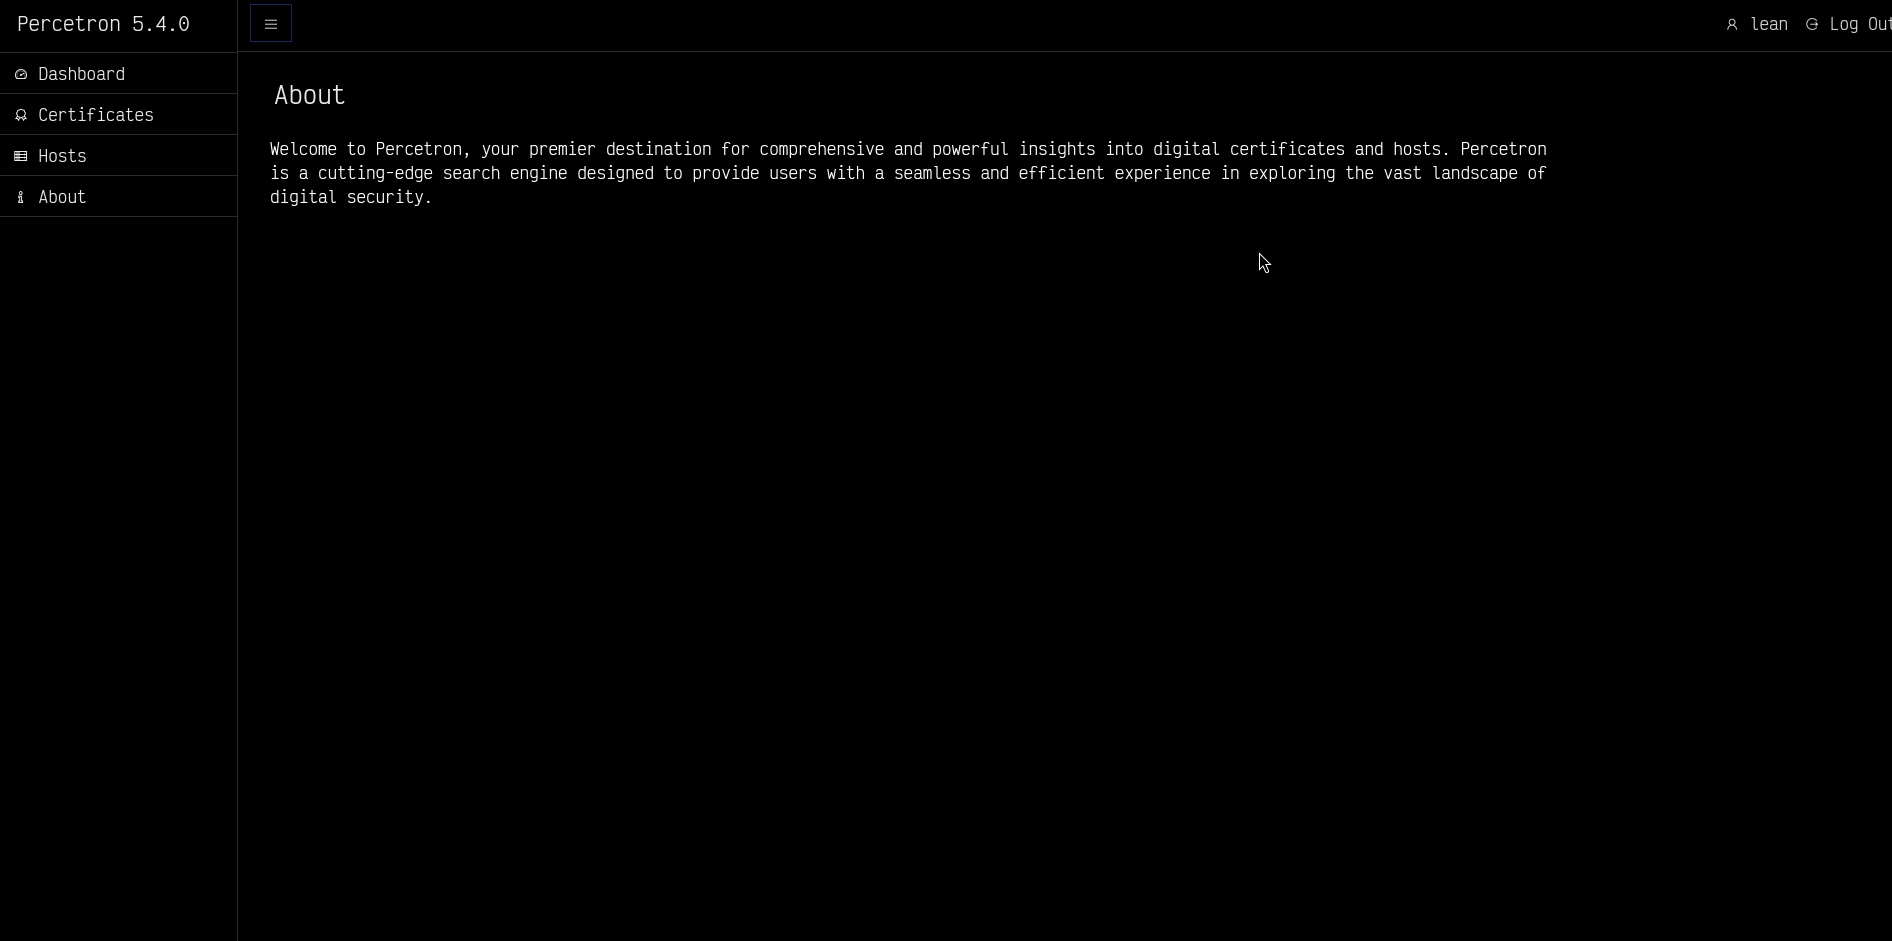 Percetron 5.4.0
lean Log Out
Dashboard
Certificates
Hosts
About
About
Welcome to Percetron, your premier destination for comprehensive and powerful insights into digital certificates and hosts. Percetron
is a cutting-edge search engine designed to provide users with a seamless and efficient experience in exploring the vast landscape of
digital security.